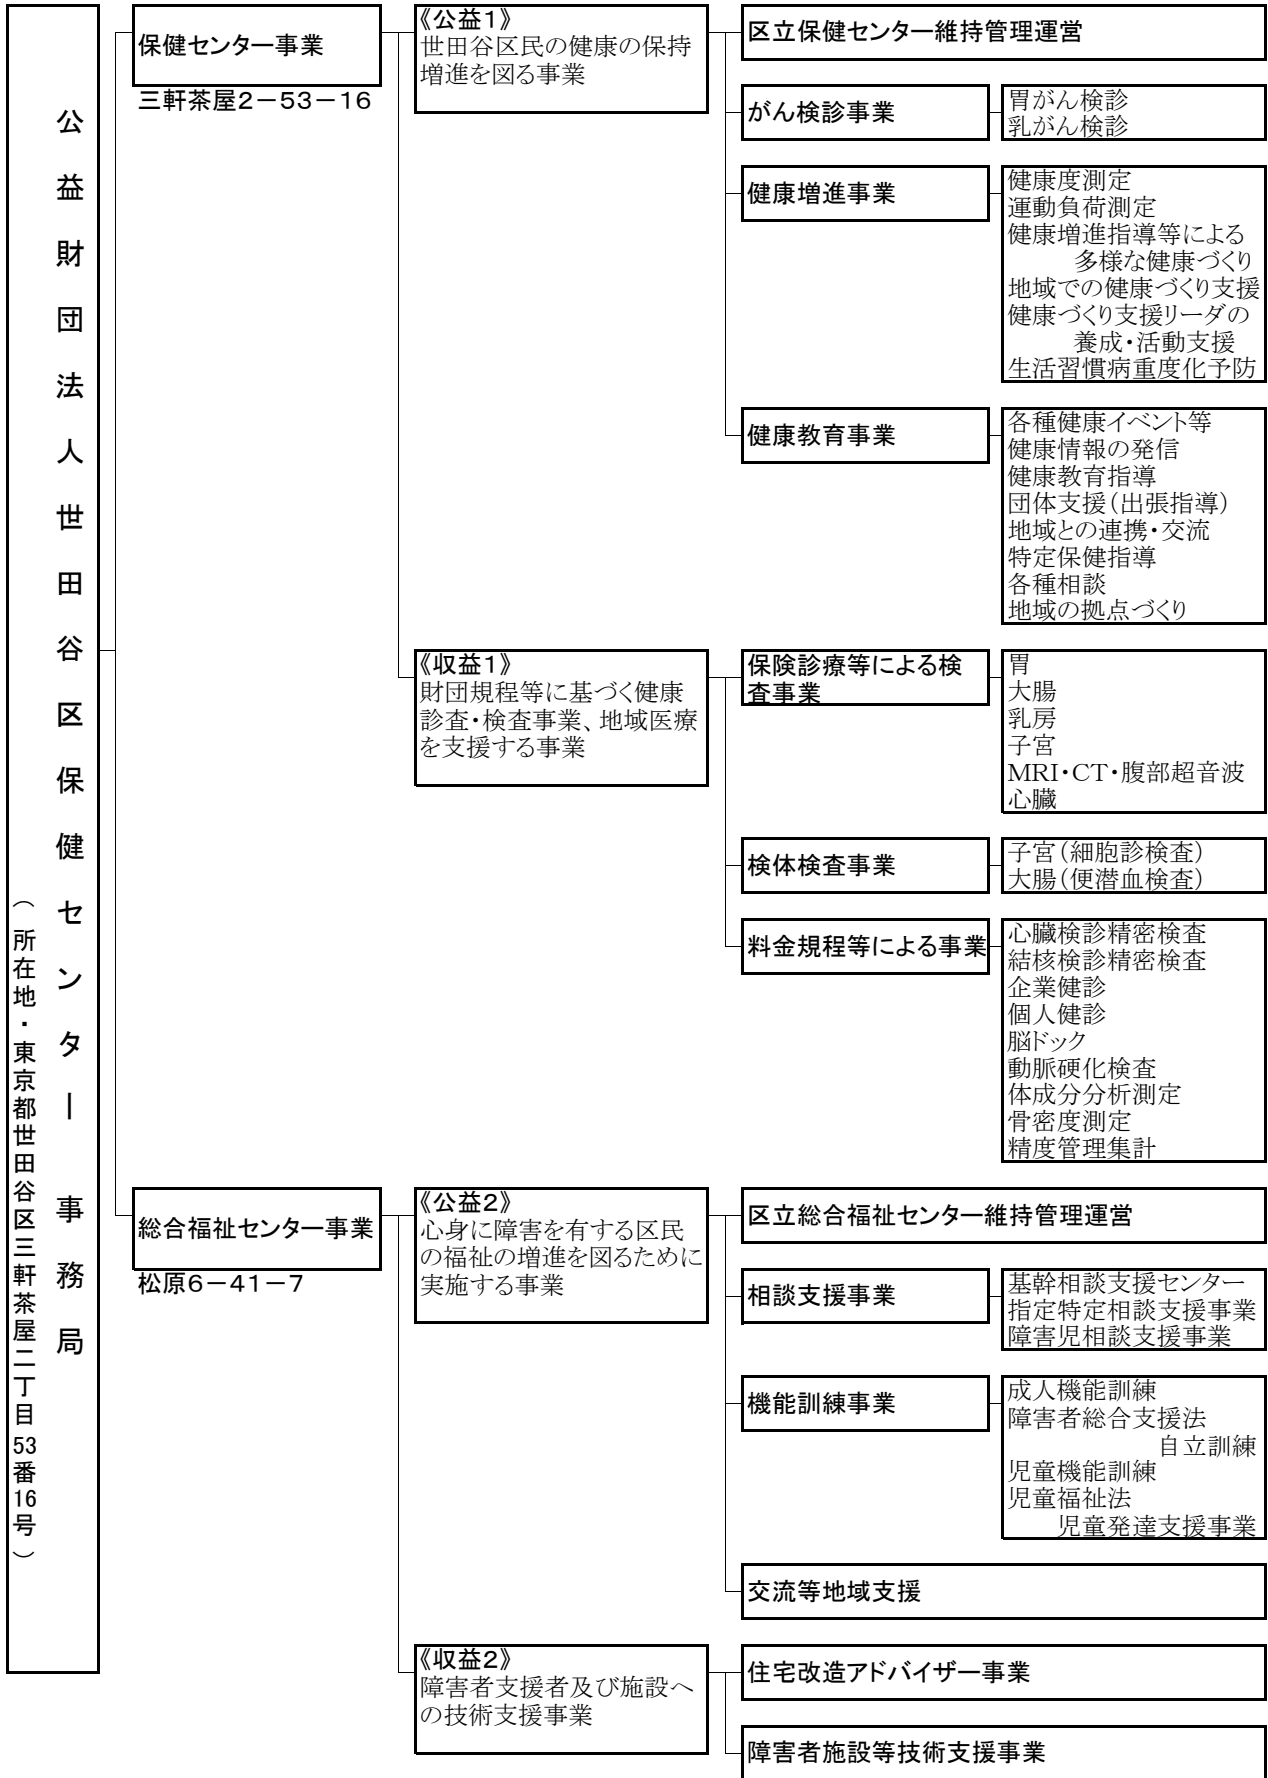 公益財団法人世田谷区保健センター 事務局
（所在地・東京都世田谷区三軒茶屋二丁目53番16号）
保健センター事業
三軒茶屋2－53－16
《公益1》
世田谷区民の健康の保持
増進を図る事業
区立保健センター維持管理運営
がん検診事業
胃がん検診
乳がん検診
健康増進事業
健康度測定
運動負荷測定
健康増進指導等による
多様な健康づくり
地域での健康づくり支援
健康づくり支援リーダの
養成・活動支援
生活習慣病重度化予防
健康教育事業
各種健康イベント等
健康情報の発信
健康教育指導
団体支援（出張指導）
地域との連携・交流
特定保健指導
各種相談
地域の拠点づくり
《収益1》
財団規程等に基づく健康
診査・検査事業、地域医療
を支援する事業
保険診療等による検
査事業
胃
大腸
乳房
子宮
MRI・CT・腹部超音波
心臓
検体検査事業
子宮（細胞診検査）
大腸（便潜血検査）
料金規程等による事業
心臓検診精密検査
結核検診精密検査
企業健診
個人健診
脳ドック
動脈硬化検査
体成分分析測定
骨密度測定
精度管理集計
総合福祉センター事業
松原6－41－7
《公益2》
心身に障害を有する区民
の福祉の増進を図るために
実施する事業
区立総合福祉センター維持管理運営
相談支援事業
基幹相談支援センター
指定特定相談支援事業
障害児相談支援事業
機能訓練事業
成人機能訓練
障害者総合支援法
自立訓練
児童機能訓練
児童福祉法
児童発達支援事業
交流等地域支援
《収益2》
障害者支援者及び施設へ
の技術支援事業
住宅改造アドバイザー事業
障害者施設等技術支援事業